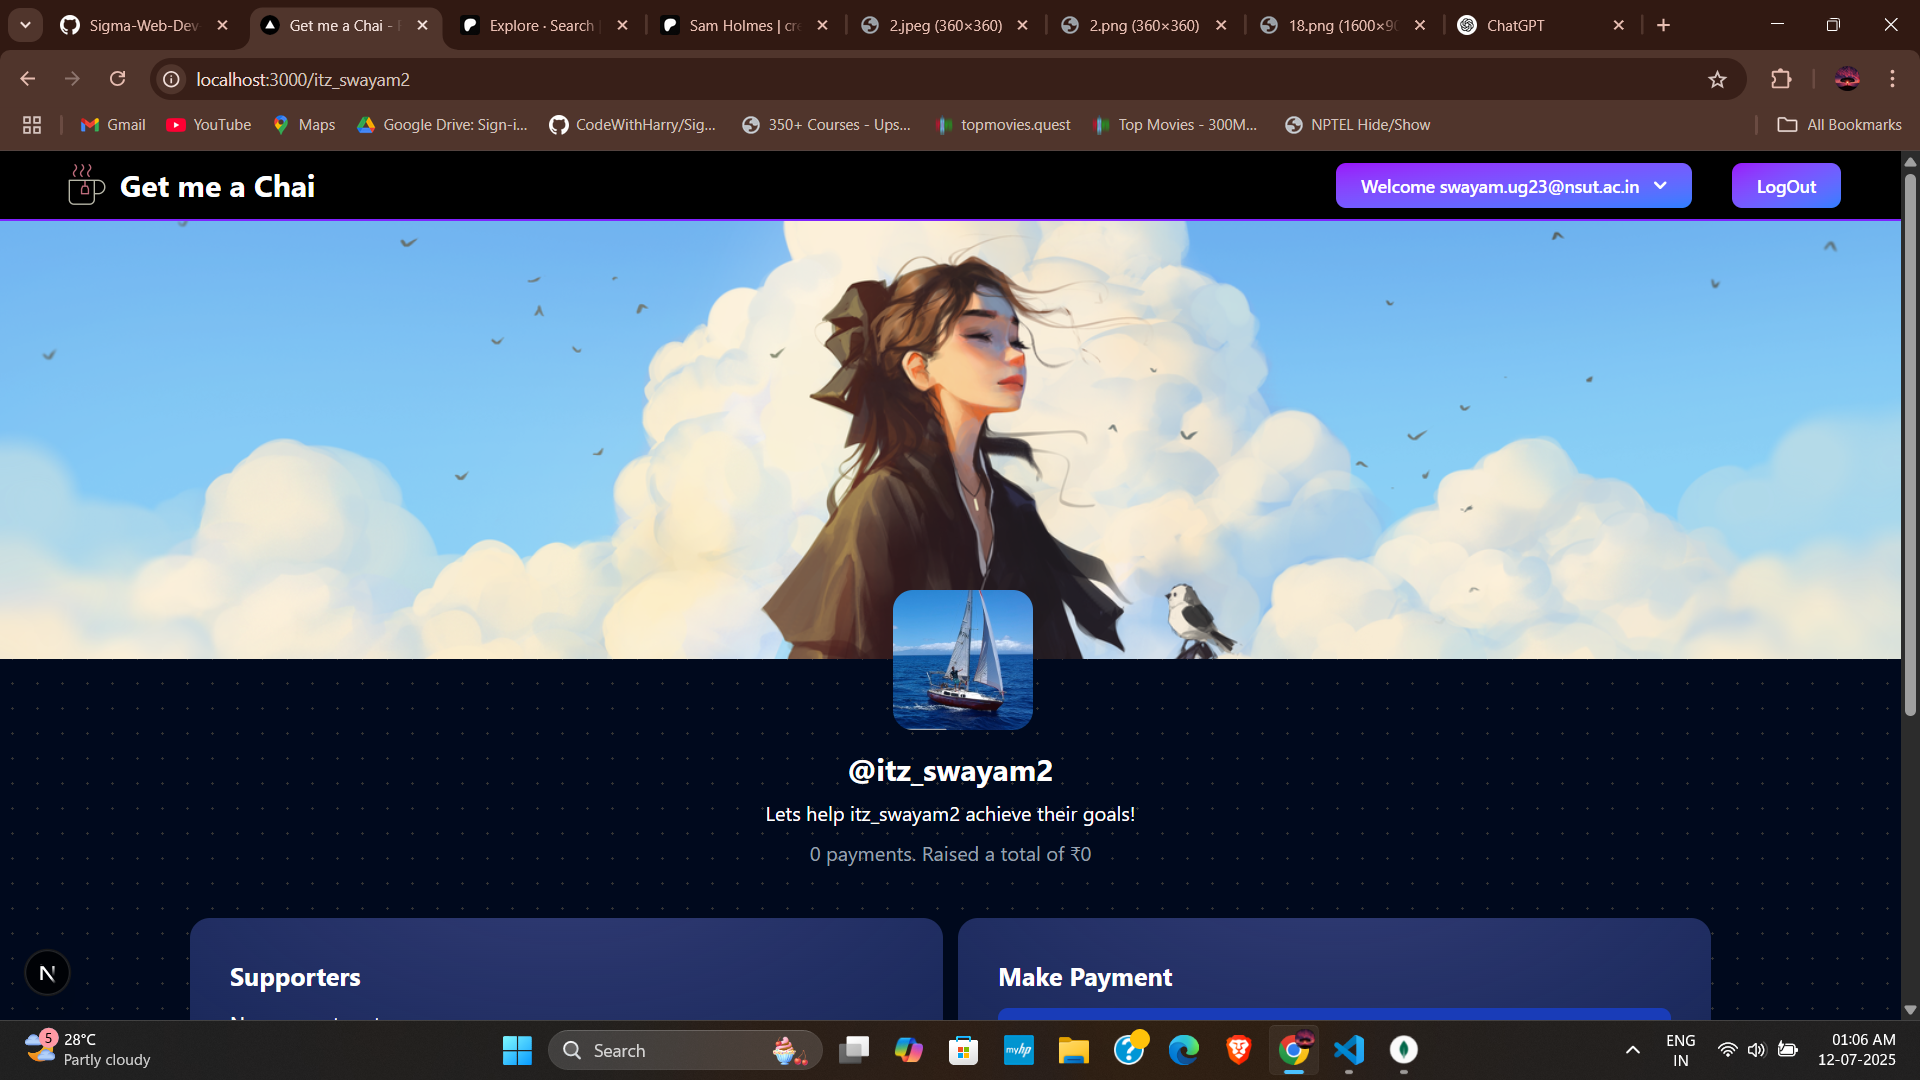 Sigma-Web-Dev
Get me a Chai -
Explore · Search
Sam Holmes | cre
2.jpeg (360×360)
2.png (360×360)
18.png (1600×90
ChatGPT
localhost:3000/itz_swayam2
Gmail
YouTube
Maps
Google Drive: Sign-i...
CodeWithHarry/Sig...
350+ Courses - Ups...
topmovies.quest
Top Movies - 300M...
NPTEL Hide/Show
All Bookmarks
Get me a Chai
Welcome swayam.ug23@nsut.ac.in
LogOut
@itz_swayam2
Lets help itz_swayam2 achieve their goals!
0 payments. Raised a total of ₹0
Supporters
Make Payment
N
5
28°C
Partly cloudy
Search
myhp
ENG
IN
01:06 AM
12-07-2025